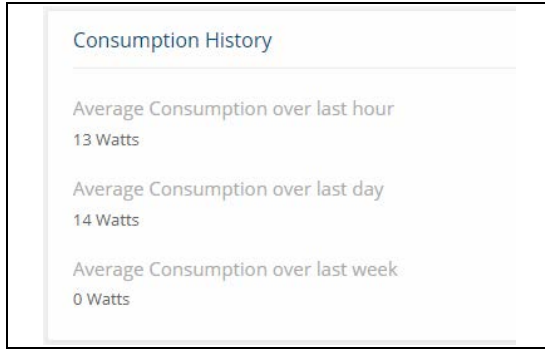 Consumption History
Average Consumption over last hour
13 Watts
Average Consumption over last day
14 Watts
Average Consumption over last week
0 Watts